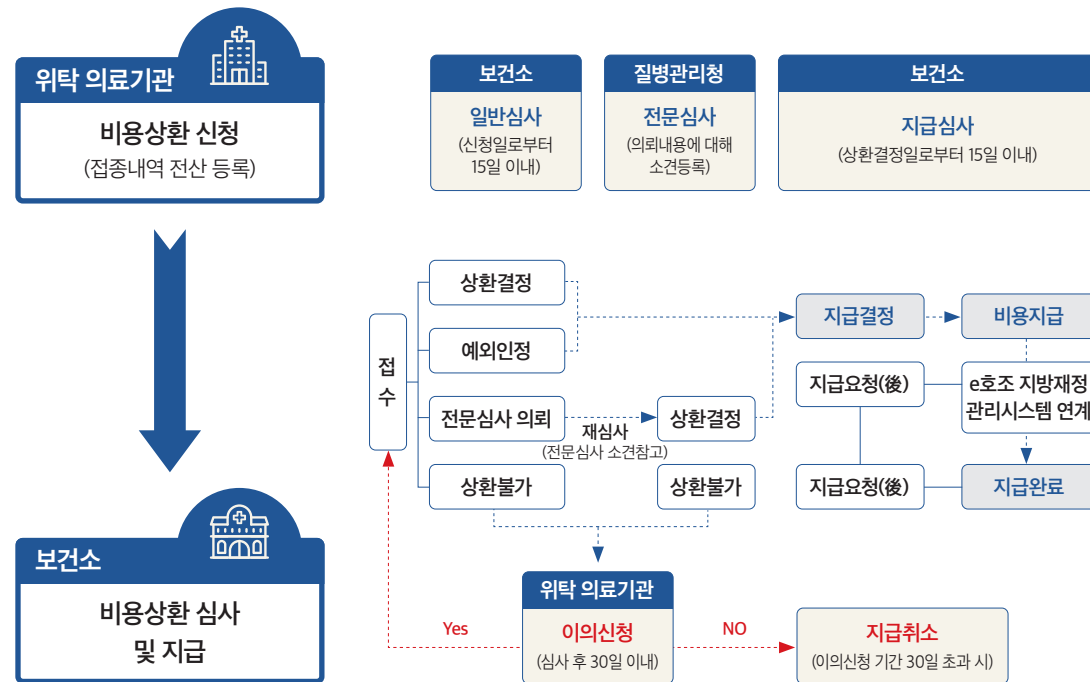 위탁 의료기관
비용상환 신청
(접종내역 전산 등록)
보건소
비용상환 심사
및 지급
보건소
일반심사
(신청일로부터
15일 이내)
질병관리청
전문심사
(의뢰내용에 대해
소견등록)
보건소
지급심사
(상환결정일로부터 15일 이내)
접
수
상환결정
예외인정
전문심사 의뢰
상환불가
재심사
(전문심사 소견참고)
상환결정
상환불가
지급결정
비용지급
지급요청(後)
e호조 지방재정
관리시스템 연계
지급요청(後)
지급완료
위탁 의료기관
이의신청
(심사 후 30일 이내)
Yes
NO
지급취소
(이의신청 기간 30일 초과 시)